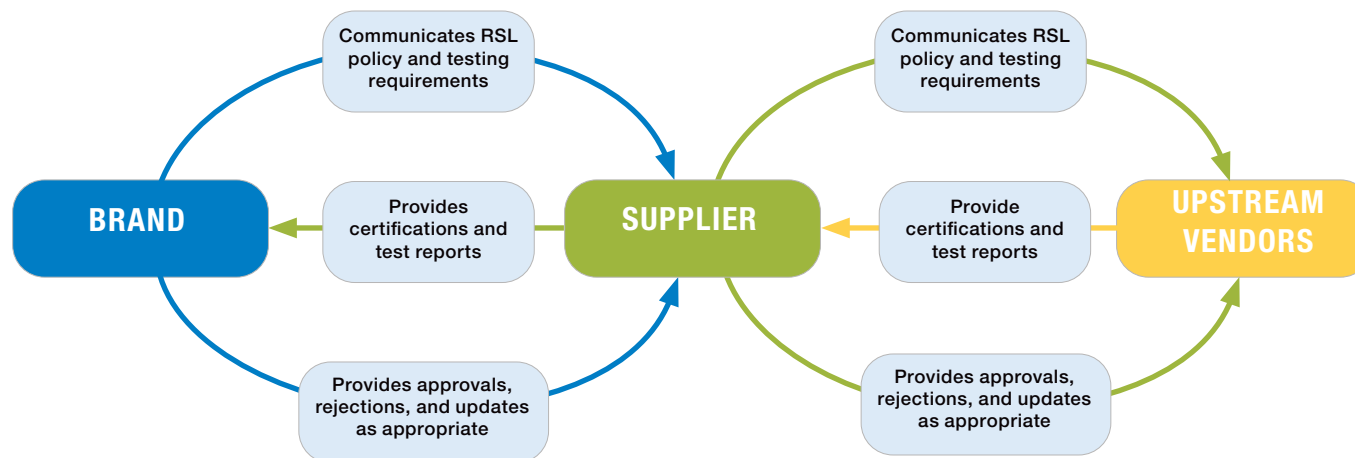 Communicates RSL
policy and testing
requirements
Communicates RSL
policy and testing
requirements
BRAND
Provides
certifications and
test reports
SUPPLIER
Provide
certifications and
test reports
UPSTREAM
VENDORS
Provides approvals,
rejections, and updates
as appropriate
Provides approvals,
rejections, and updates
as appropriate